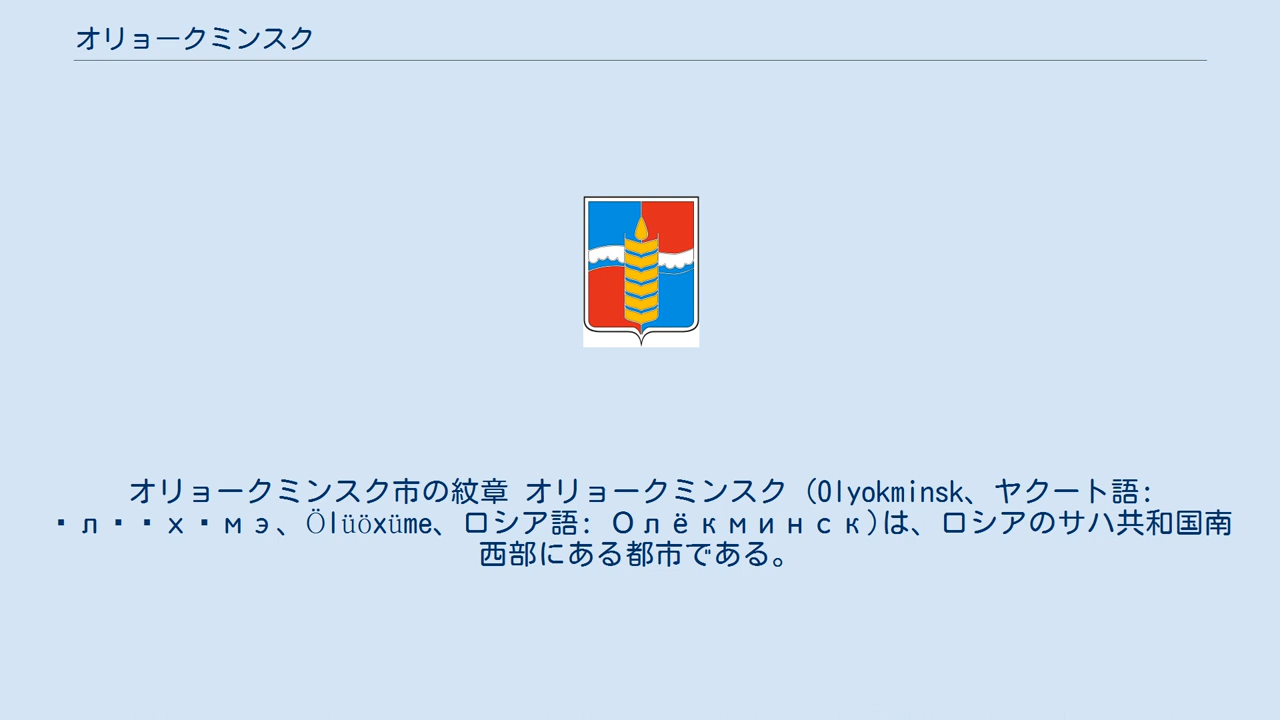 オリョークミンスク
オリョークミンスク市の紋章 オリョークミンスク (Olyokminsk、ヤクート語:
、Ölüöxüme、ロシア語: Олёкминск)は、ロシアのサハ共和国南
西部にある都市である。